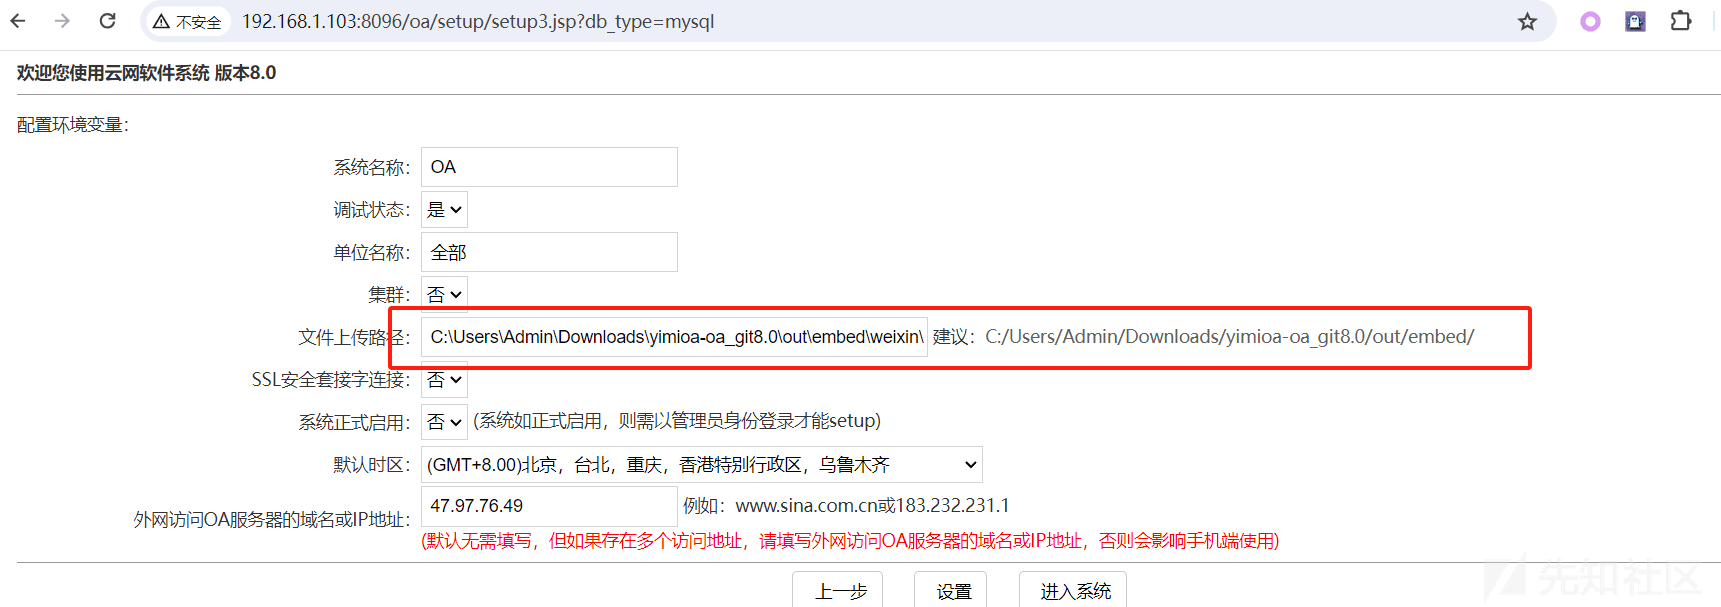 不安全 192.168.1.103:8096/oa/setup/setup3.jsp?db_type=mysql
欢迎您使用云网软件系统 版本8.0
配置环境变量：
系统名称： OA
调试状态： 是
单位名称： 全部
集群： 否
文件上传路径： C:\Users\Admin\Downloads\yimioa-oa_git8.0\out\embed\weixin\ 建议：C:/Users/Admin/Downloads/yimioa-oa_git8.0/out/embed/
SSL安全套接字连接： 否
系统正式启用： 否 (系统如正式启用，则需以管理员身份登录才能setup)
默认时区： (GMT+8.00)北京，台北，重庆，香港特别行政区，乌鲁木齐
外网访问OA服务器的域名或IP地址： 47.97.76.49 例如：www.sina.com.cn或183.232.231.1
(默认无需填写，但如果存在多个访问地址，请填写外网访问OA服务器的域名或IP地址，否则会影响手机端使用)
上一步 设置 进入系统
先知社区